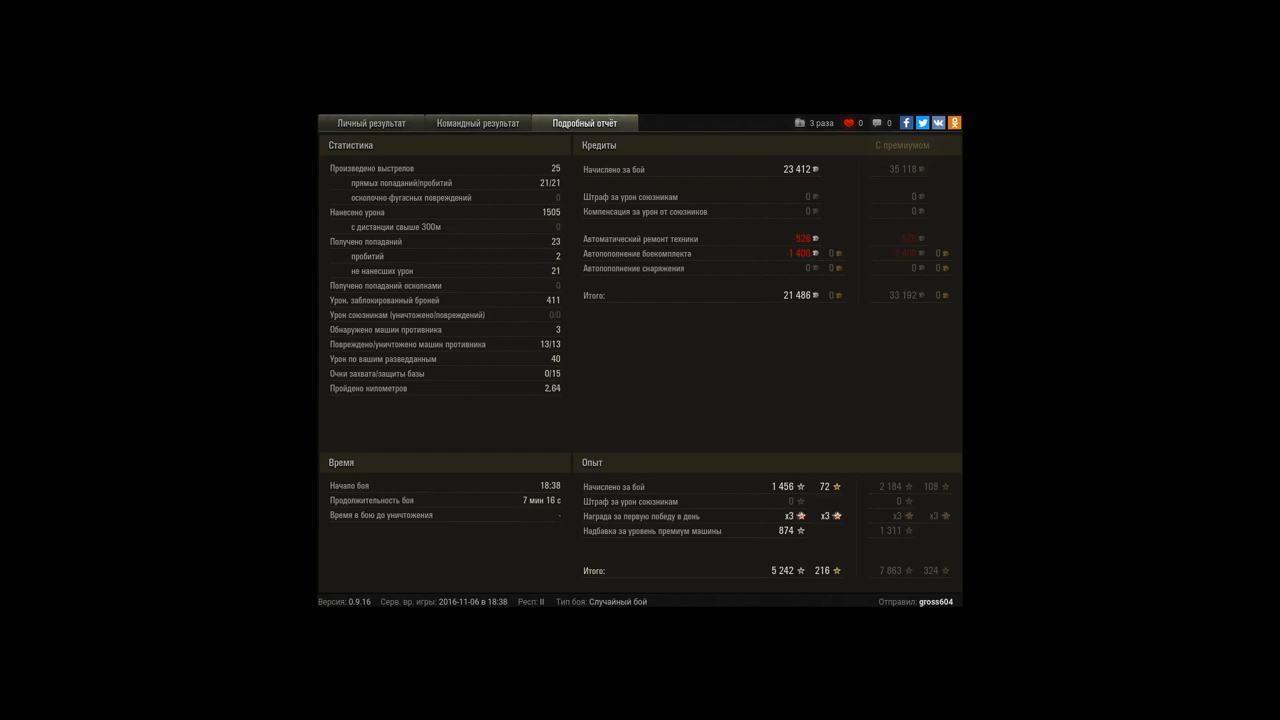 Личный результат Командный результат Подробный отчёт 3 раза 0 0
Статистика
Произведено выстрелов 25
прямых попаданий/пробитий 21/21
осколочно-фугасных повреждений 0
Нанесено урона 1505
с дистанции свыше 300м 0
Получено попаданий 23
пробитий 2
не нанесших урон 21
Получено попаданий осколками 0
Урон, заблокированный броней 411
Урон союзникам (уничтожено/повреждений) 0/0
Обнаружено машин противника 3
Повреждено/уничтожено машин противника 13/13
Урон по вашим разведданным 40
Очки захвата/защиты базы 0/15
Пройдено километров 2,64
Кредиты С премиумом
Начислено за бой 23 412 35 118
Штраф за урон союзникам 0 0
Компенсация за урон от союзников 0 0
Автоматический ремонт техники -526 -526
Автопополнение боекомплекта -1 400 0 -1 400 0
Автопополнение снаряжения 0 0 0 0
Итого: 21 486 0 33 192 0
Время
Начало боя 18:38
Продолжительность боя 7 мин 16 с
Время в бою до уничтожения -
Опыт
Начислено за бой 1 456 72 2 184 108
Штраф за урон союзникам 0 0
Награда за первую победу в день x3 x3 x3 x3
Надбавка за уровень премиум машины 874 1 311
Итого: 5 242 216 7 863 324
Версия: 0.9.16 Серв. вр. игры: 2016-11-06 в 18:38 Респ: II Тип боя: Случайный бой Отправил: gross604